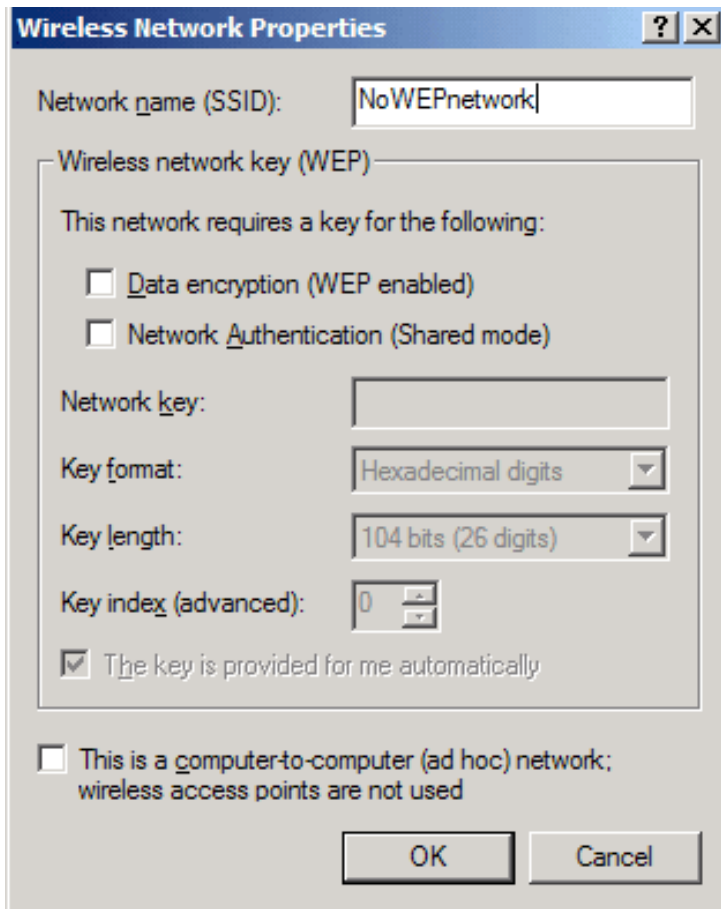 Wireless Network Properties
Network name (SSID): NoWEPnetwork
Wireless network key (WEP)
This network requires a key for the following:
Data encryption (WEP enabled)
Network Authentication (Shared mode)
Network key:
Key format: Hexadecimal digits
Key length: 104 bits (26 digits)
Key index (advanced): 0
The key is provided for me automatically
This is a computer-to-computer (ad hoc) network;
wireless access points are not used
OK Cancel